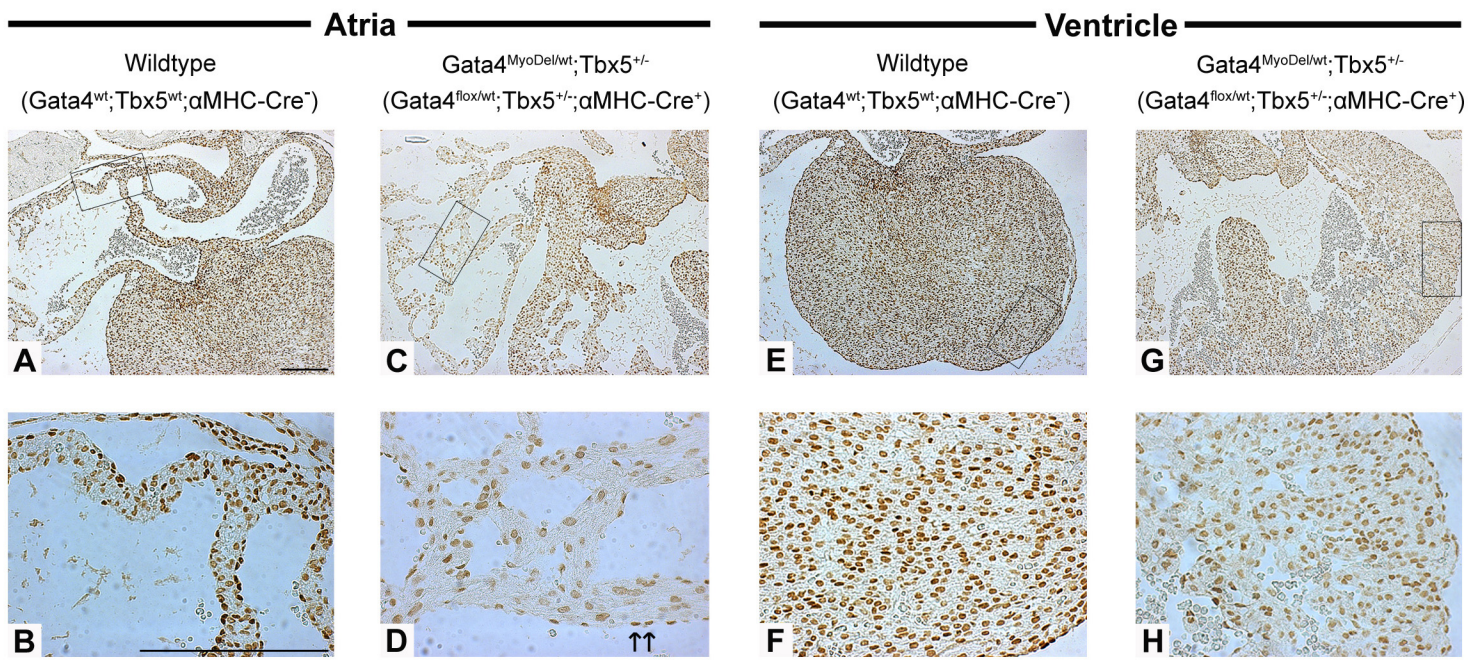 Atria
Ventricle
Wildtype
(Gata4ʷᵗ;Tbx5ʷᵗ;αMHC-Cre⁻)
Gata4ᴹʸᵒᴰᵉˡ/ʷᵗ;Tbx5⁺/⁻
(Gata4ᶠˡᵒˣ/ʷᵗ;Tbx5⁺/⁻;αMHC-Cre⁺)
Wildtype
(Gata4ʷᵗ;Tbx5ʷᵗ;αMHC-Cre⁻)
Gata4ᴹʸᵒᴰᵉˡ/ʷᵗ;Tbx5⁺/⁻
(Gata4ᶠˡᵒˣ/ʷᵗ;Tbx5⁺/⁻;αMHC-Cre⁺)
A
C
E
G
B
D
F
H